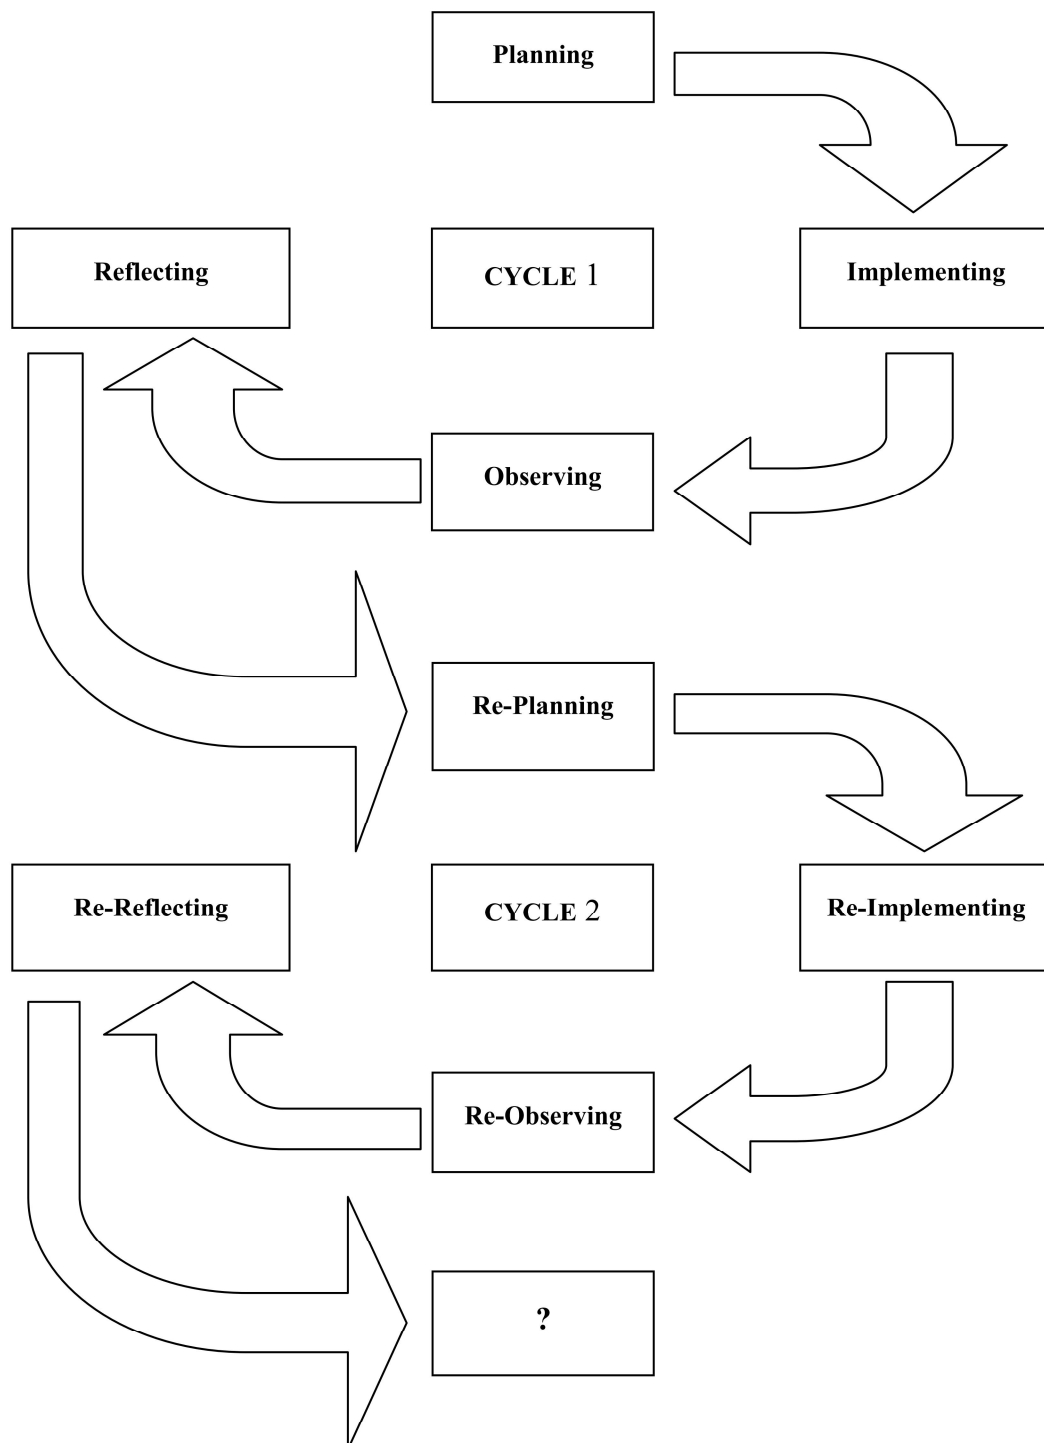 Planning
Reflecting
CYCLE 1
Implementing
Observing
Re-Planning
Re-Reflecting
CYCLE 2
Re-Implementing
Re-Observing
?